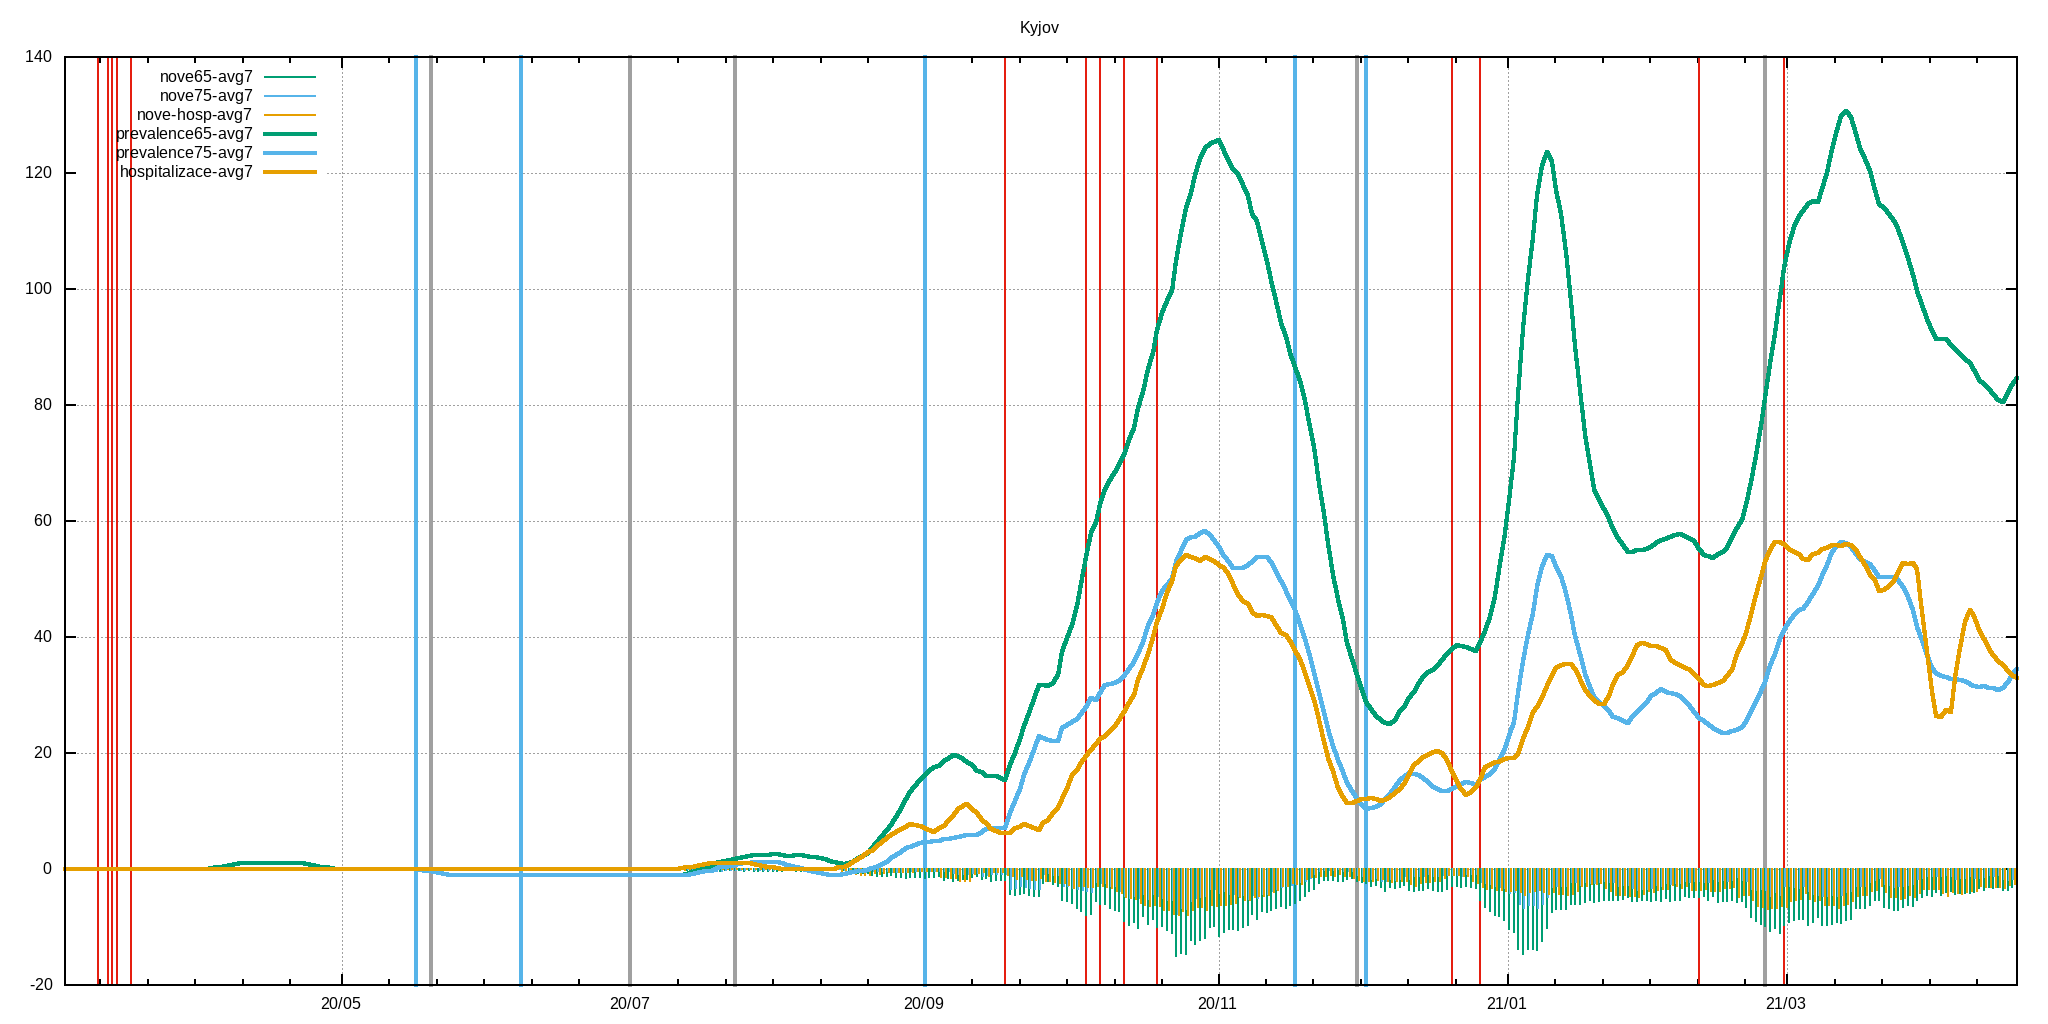 Kyjov
140
nove65-avg7
nove75-avg7
nove-hosp-avg7
prevalence65-avg7
prevalence75-avg7
hospitalizace-avg7
120
100
80
60
40
20
0
-20
20/05 20/07 20/09 20/11 21/01 21/03